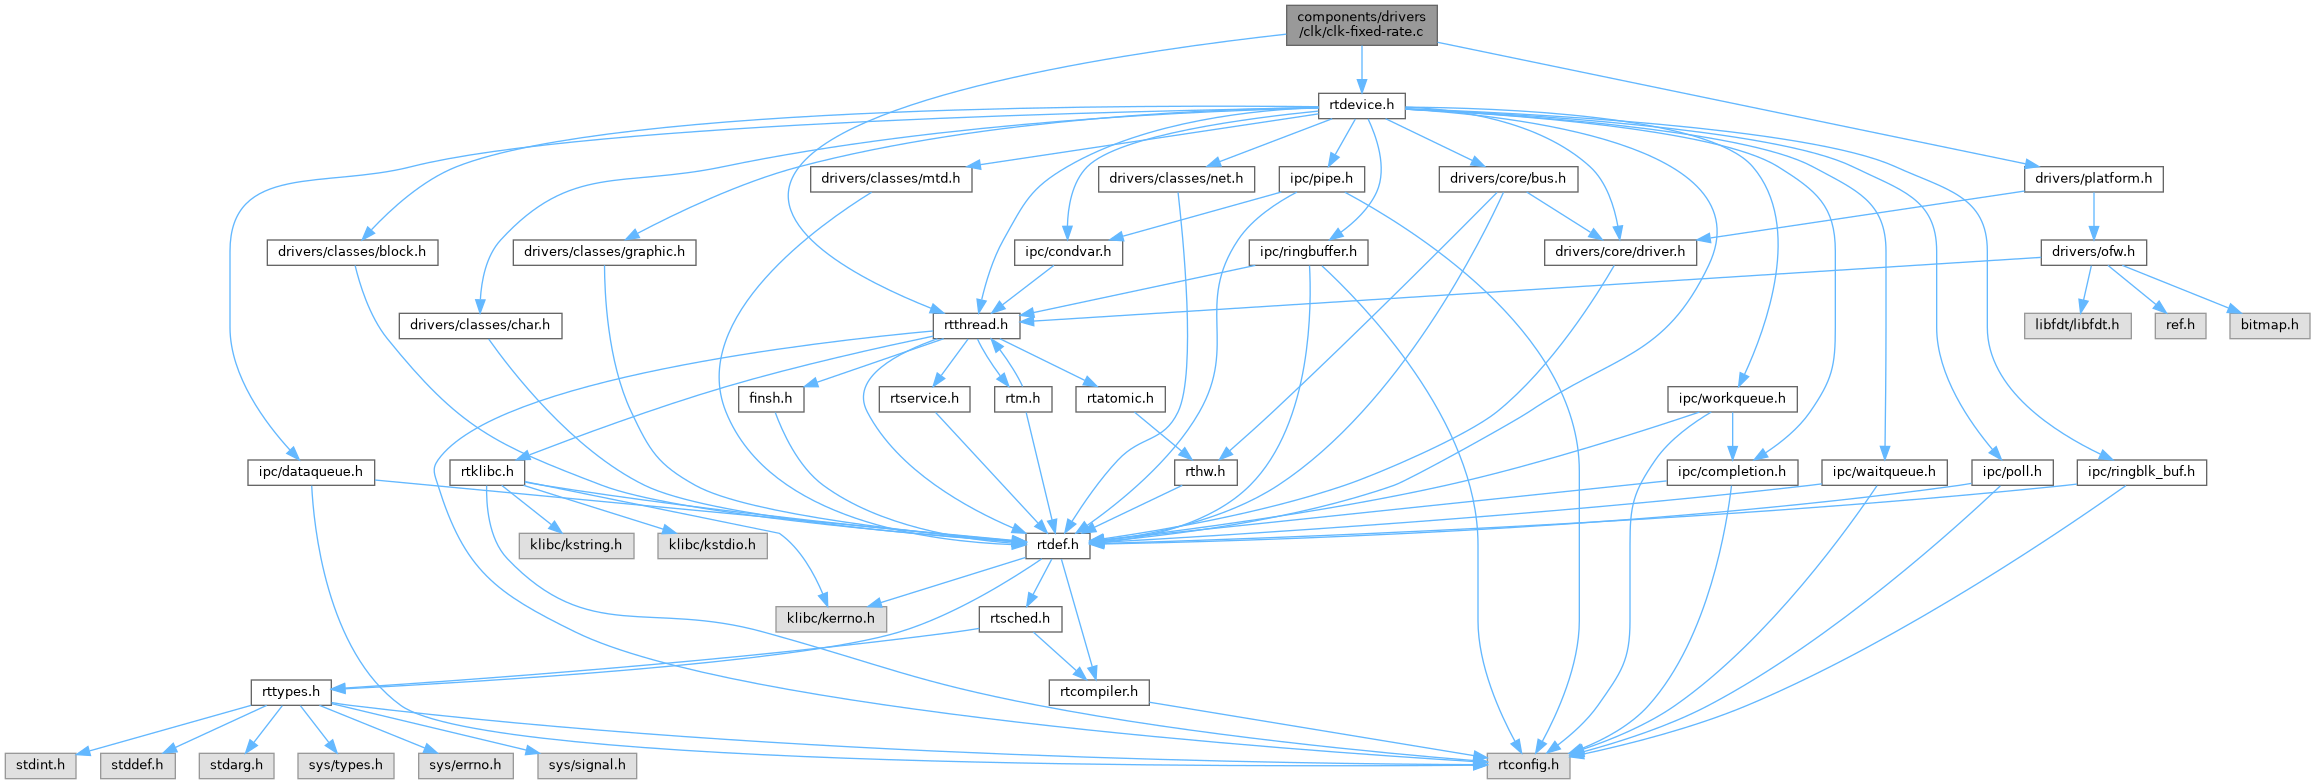 components/drivers
/clk/clk-fixed-rate.c
rtdevice.h
drivers/classes/mtd.h
drivers/classes/net.h
ipc/pipe.h
drivers/core/bus.h
drivers/platform.h
drivers/classes/block.h
drivers/classes/graphic.h
ipc/condvar.h
ipc/ringbuffer.h
drivers/core/driver.h
drivers/ofw.h
drivers/classes/char.h
rtthread.h
libfdt/libfdt.h
ref.h
bitmap.h
finsh.h
rtservice.h
rtm.h
rtatomic.h
ipc/workqueue.h
ipc/dataqueue.h
rtklibc.h
rthw.h
ipc/completion.h
ipc/waitqueue.h
ipc/poll.h
ipc/ringblk_buf.h
klibc/kstring.h
klibc/kstdio.h
rtdef.h
klibc/kerrno.h
rtsched.h
rttypes.h
rtcompiler.h
stdint.h
stddef.h
stdarg.h
sys/types.h
sys/errno.h
sys/signal.h
rtconfig.h